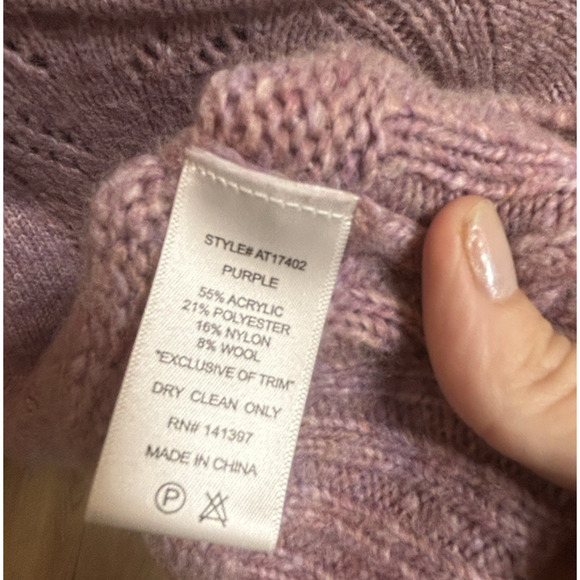 STYLE# AT17402
PURPLE
55% ACRYLIC
21% POLYESTER
16% NYLON
8% WOOL
"EXCLUSIVE OF TRIM"
DRY CLEAN ONLY
RN# 141397
MADE IN CHINA
P